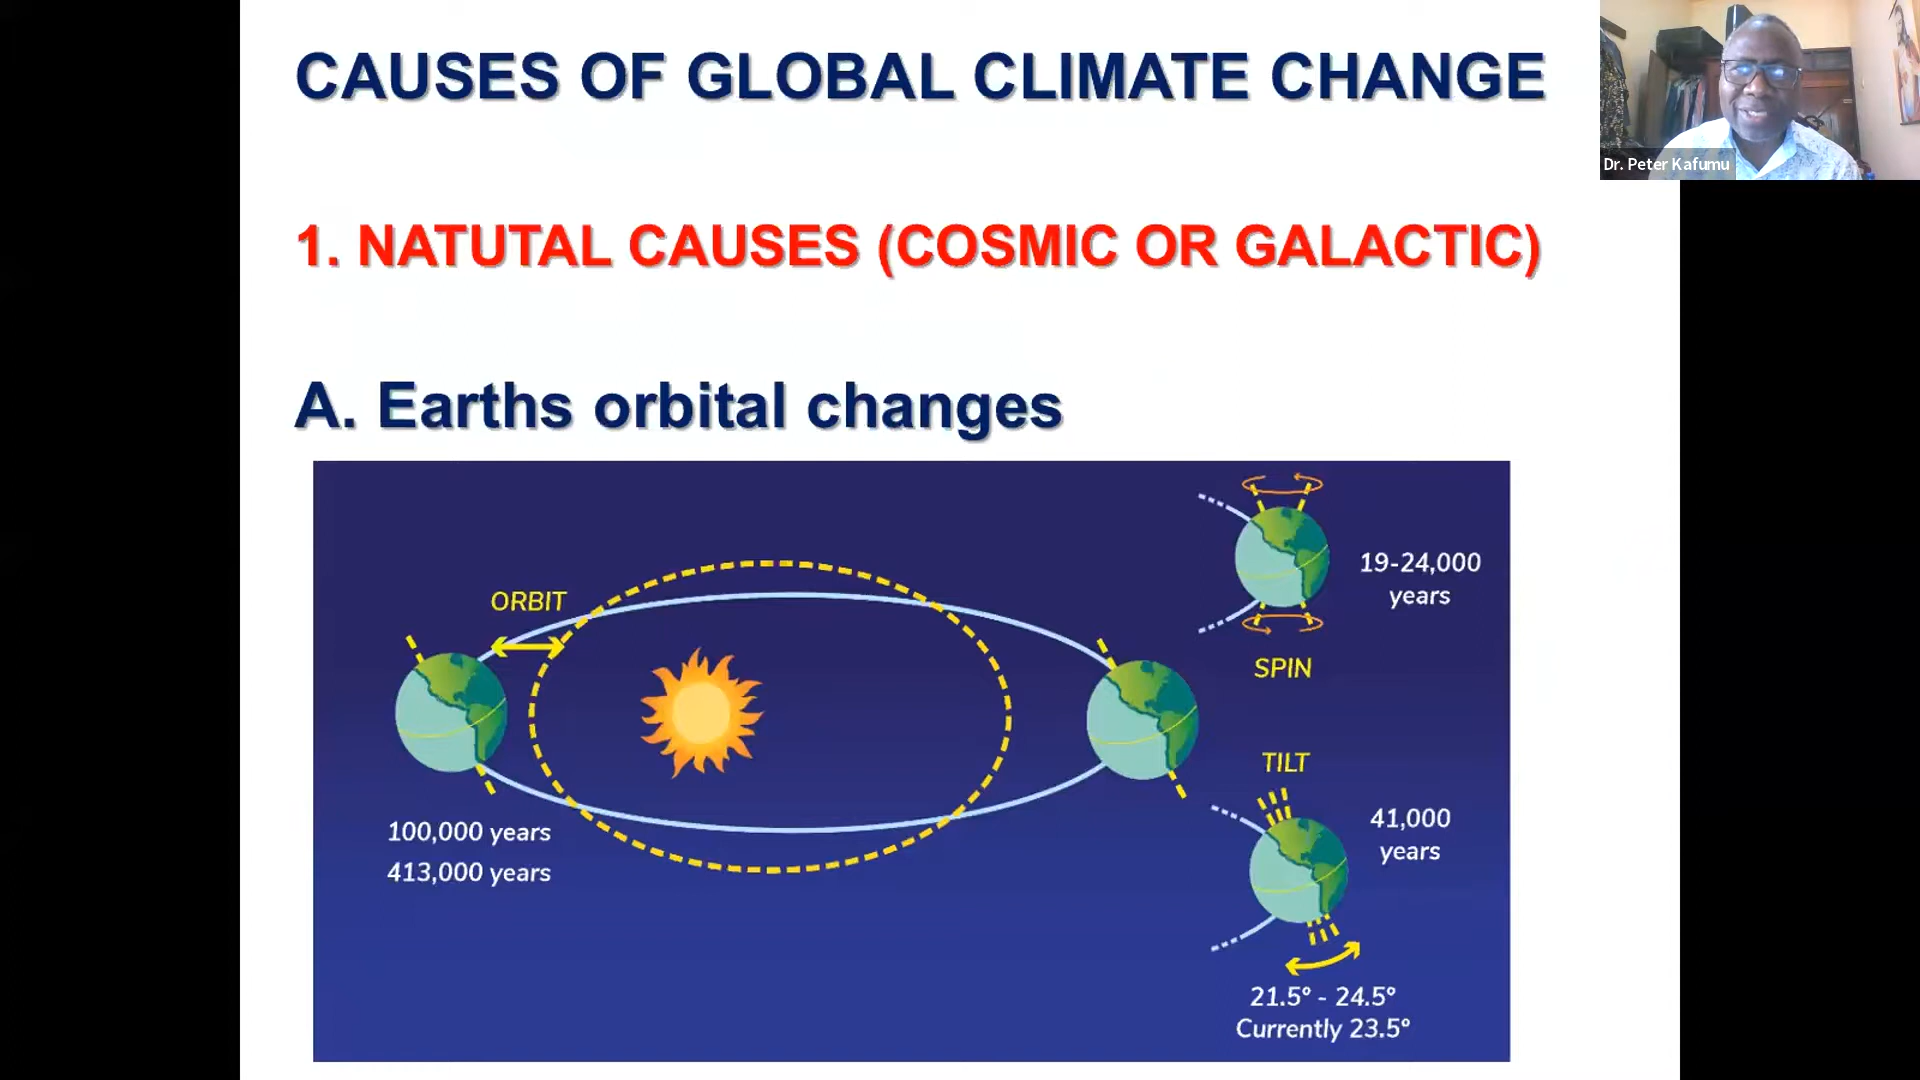 CAUSES OF GLOBAL CLIMATE CHANGE
Dr. Peter Kafumu
1. NATUTAL CAUSES (COSMIC OR GALACTIC)
A. Earths orbital changes
ORBIT
100,000 years
413,000 years
19-24,000
years
SPIN
TILT
41,000
years
21.5° - 24.5°
Currently 23.5°